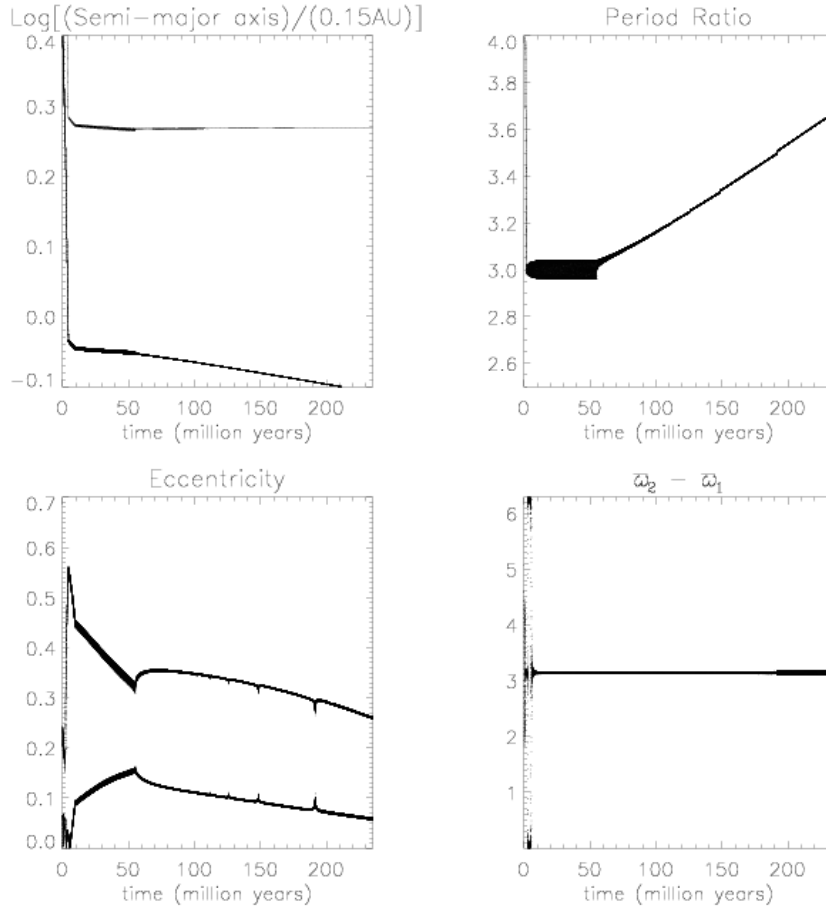 Log[(Semi-major axis)/(0.15AU)]
0.4
0.3
0.2
0.1
0.0
-0.1
0 50 100 150 200
time (million years)
Period Ratio
4.0
3.8
3.6
3.4
3.2
3.0
2.8
2.6
0 50 100 150 200
time (million years)
Eccentricity
0.7
0.6
0.5
0.4
0.3
0.2
0.1
0.0
0 50 100 150 200
time (million years)
ϖ₂ - ϖ₁
6
5
4
3
2
1
0 50 100 150 200
time (million years)